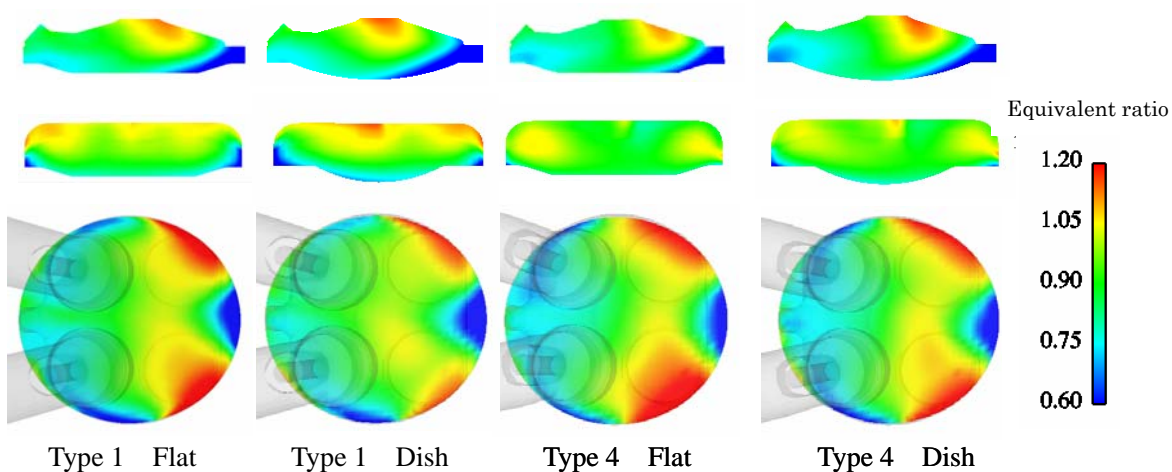 Equivalent ratio
1.20
1.05
0.90
0.75
0.60
Type 1 Flat
Type 1 Dish
Type 4 Flat
Type 4 Dish